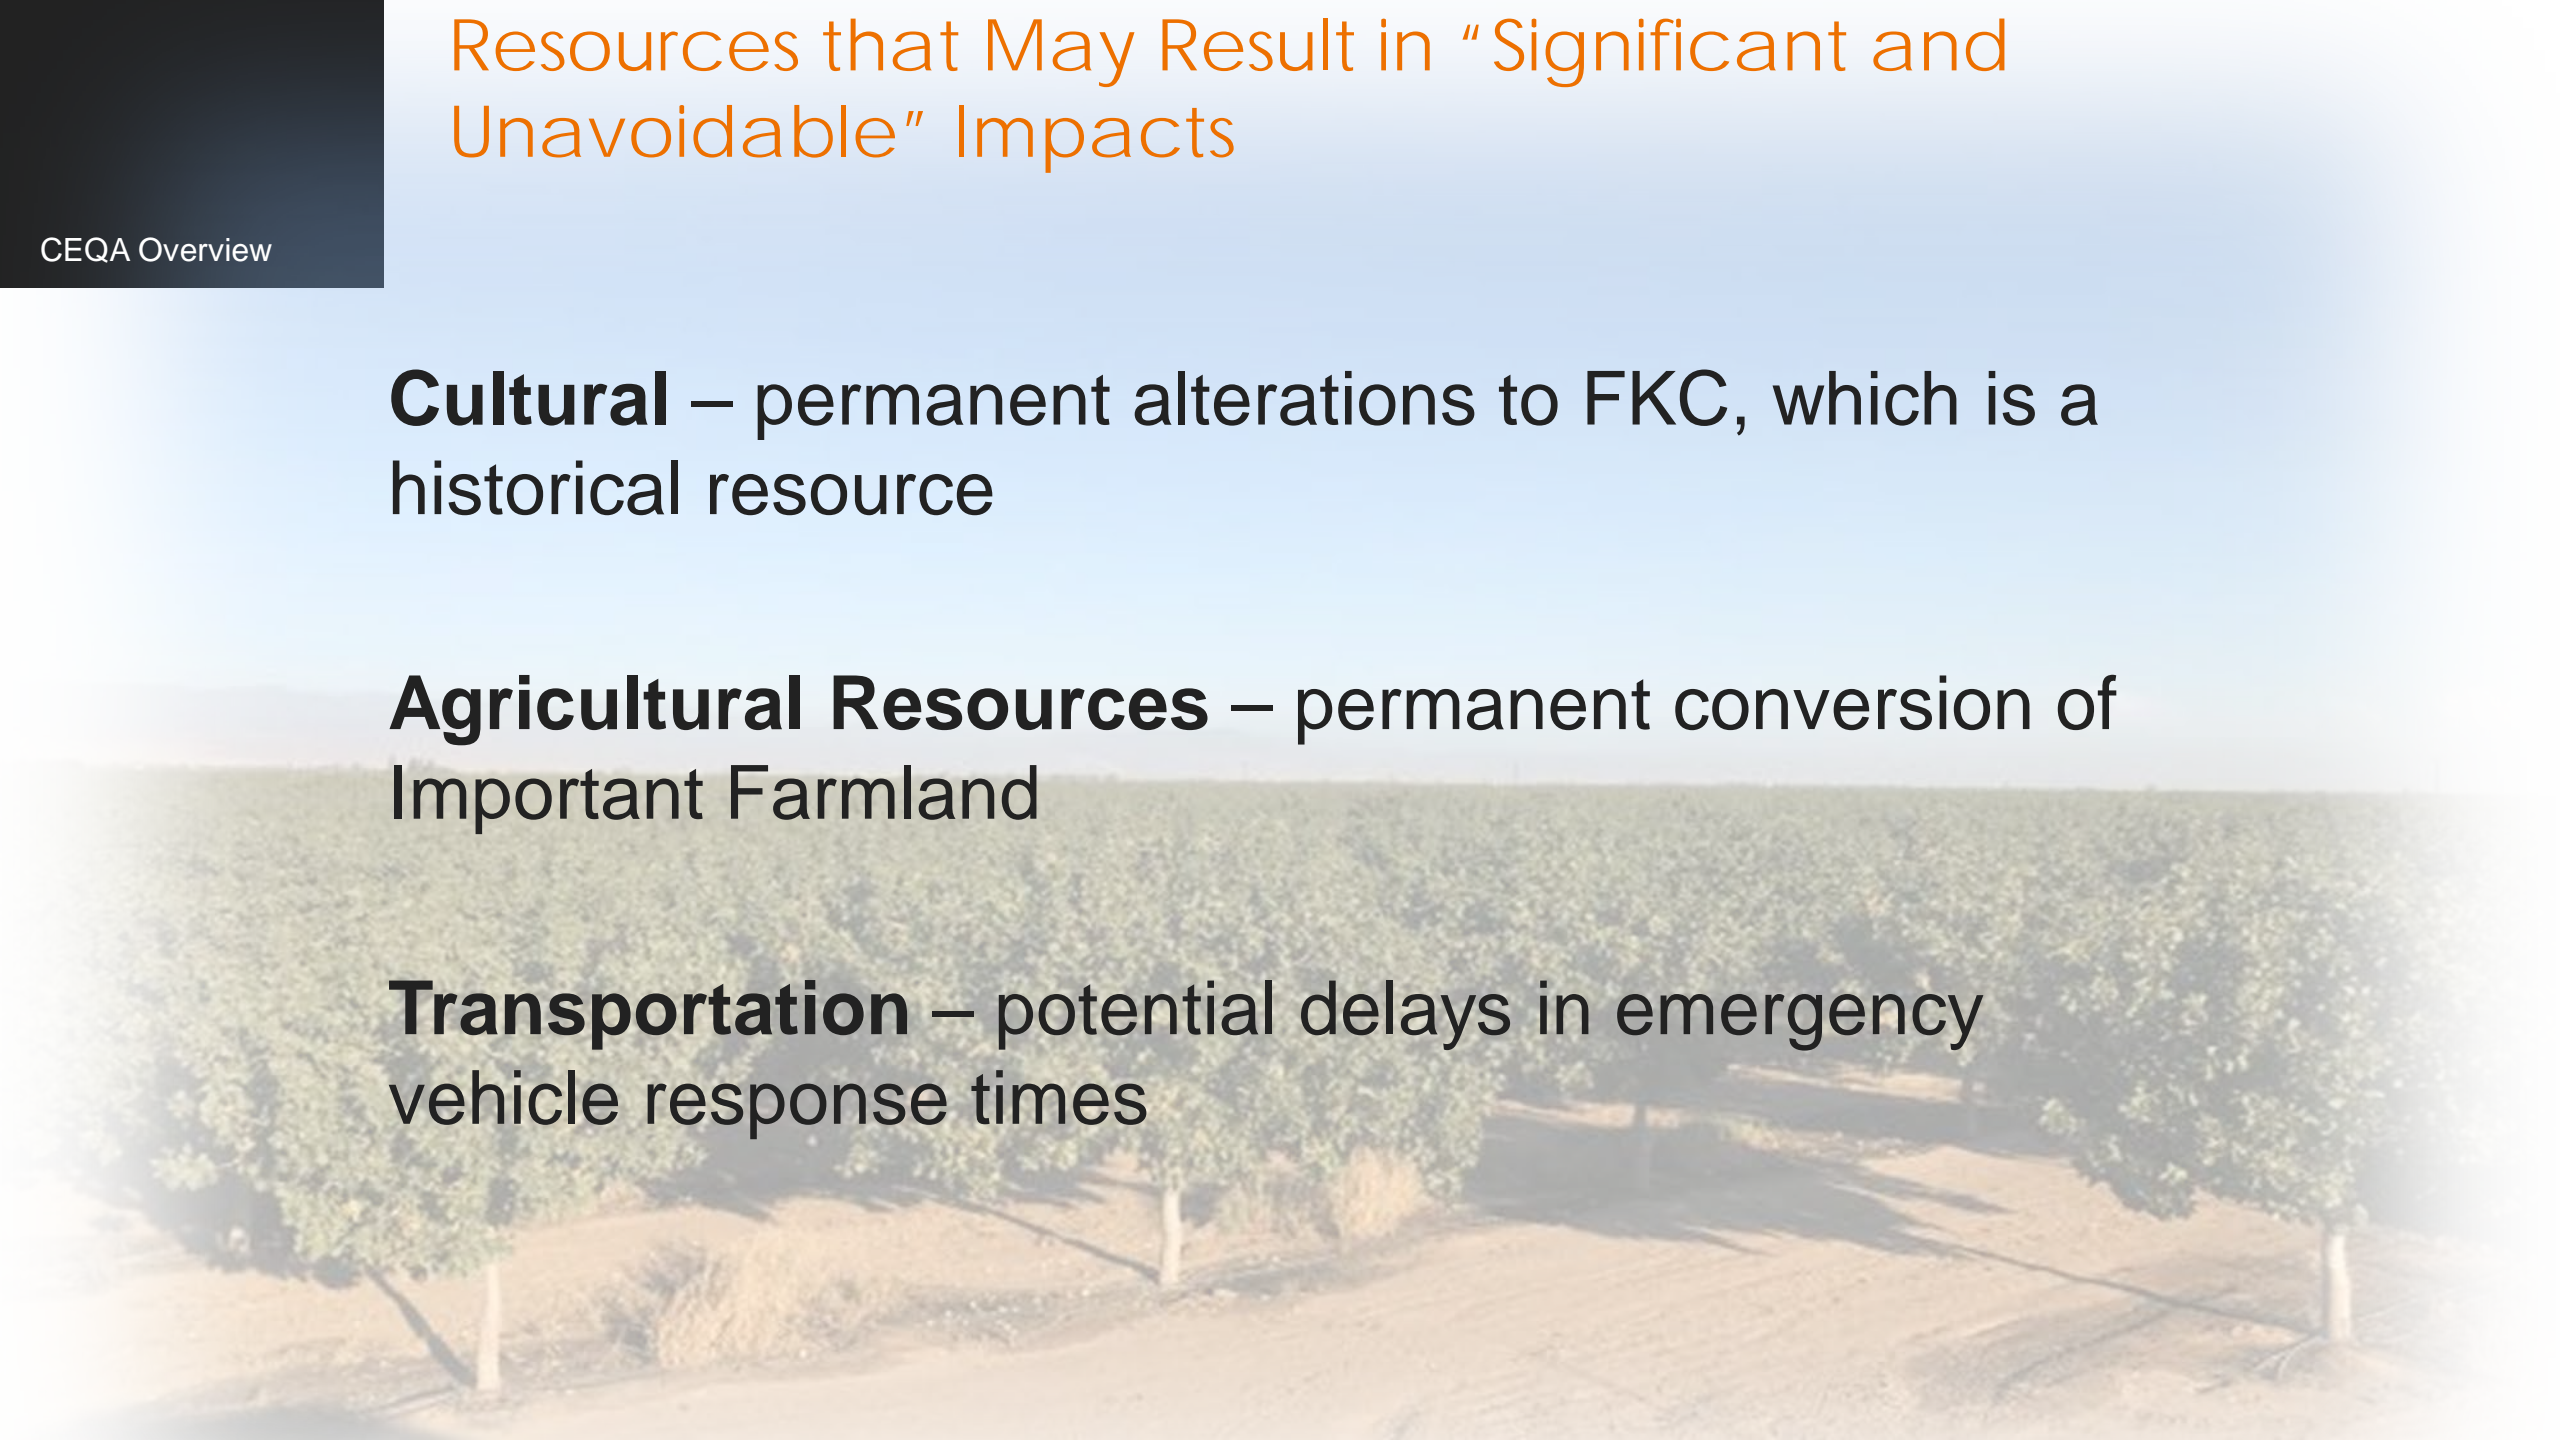 Resources that May Result in “Significant and
Unavoidable” Impacts
CEQA Overview
Cultural – permanent alterations to FKC, which is a
historical resource
Agricultural Resources – permanent conversion of
Important Farmland
Transportation – potential delays in emergency
vehicle response times